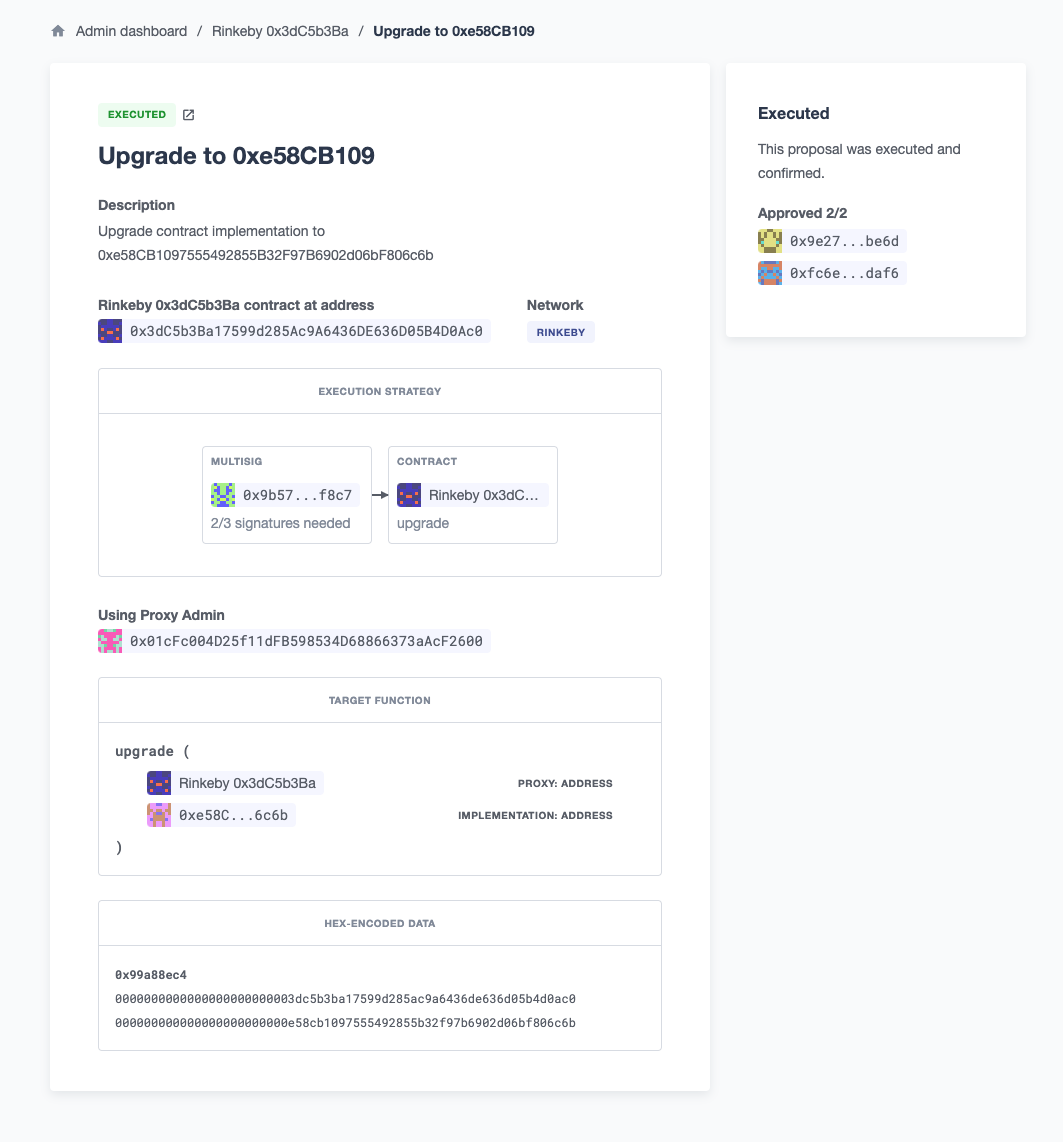 Admin dashboard / Rinkeby 0x3dC5b3Ba / Upgrade to 0xe58CB109
EXECUTED
Upgrade to 0xe58CB109
Description
Upgrade contract implementation to
0xe58CB1097555492855B32F97B6902d06bF806c6b
Rinkeby 0x3dC5b3Ba contract at address
0x3dC5b3Ba17599d285Ac9A6436DE636D05B4D0Ac0
Network
RINKEBY
EXECUTION STRATEGY
MULTISIG
0x9b57...f8c7
2/3 signatures needed
CONTRACT
Rinkeby 0x3dC...
upgrade
Using Proxy Admin
0x01cFc004D25f11dFB598534D68866373aAcF2600
TARGET FUNCTION
upgrade (
Rinkeby 0x3dC5b3Ba PROXY: ADDRESS
0xe58C...6c6b IMPLEMENTATION: ADDRESS
)
HEX-ENCODED DATA
0x99a88ec4
0000000000000000000000003dc5b3ba17599d285ac9a6436de636d05b4d0ac0
000000000000000000000000e58cb1097555492855b32f97b6902d06bf806c6b
Executed
This proposal was executed and
confirmed.
Approved 2/2
0x9e27...be6d
0xfc6e...daf6